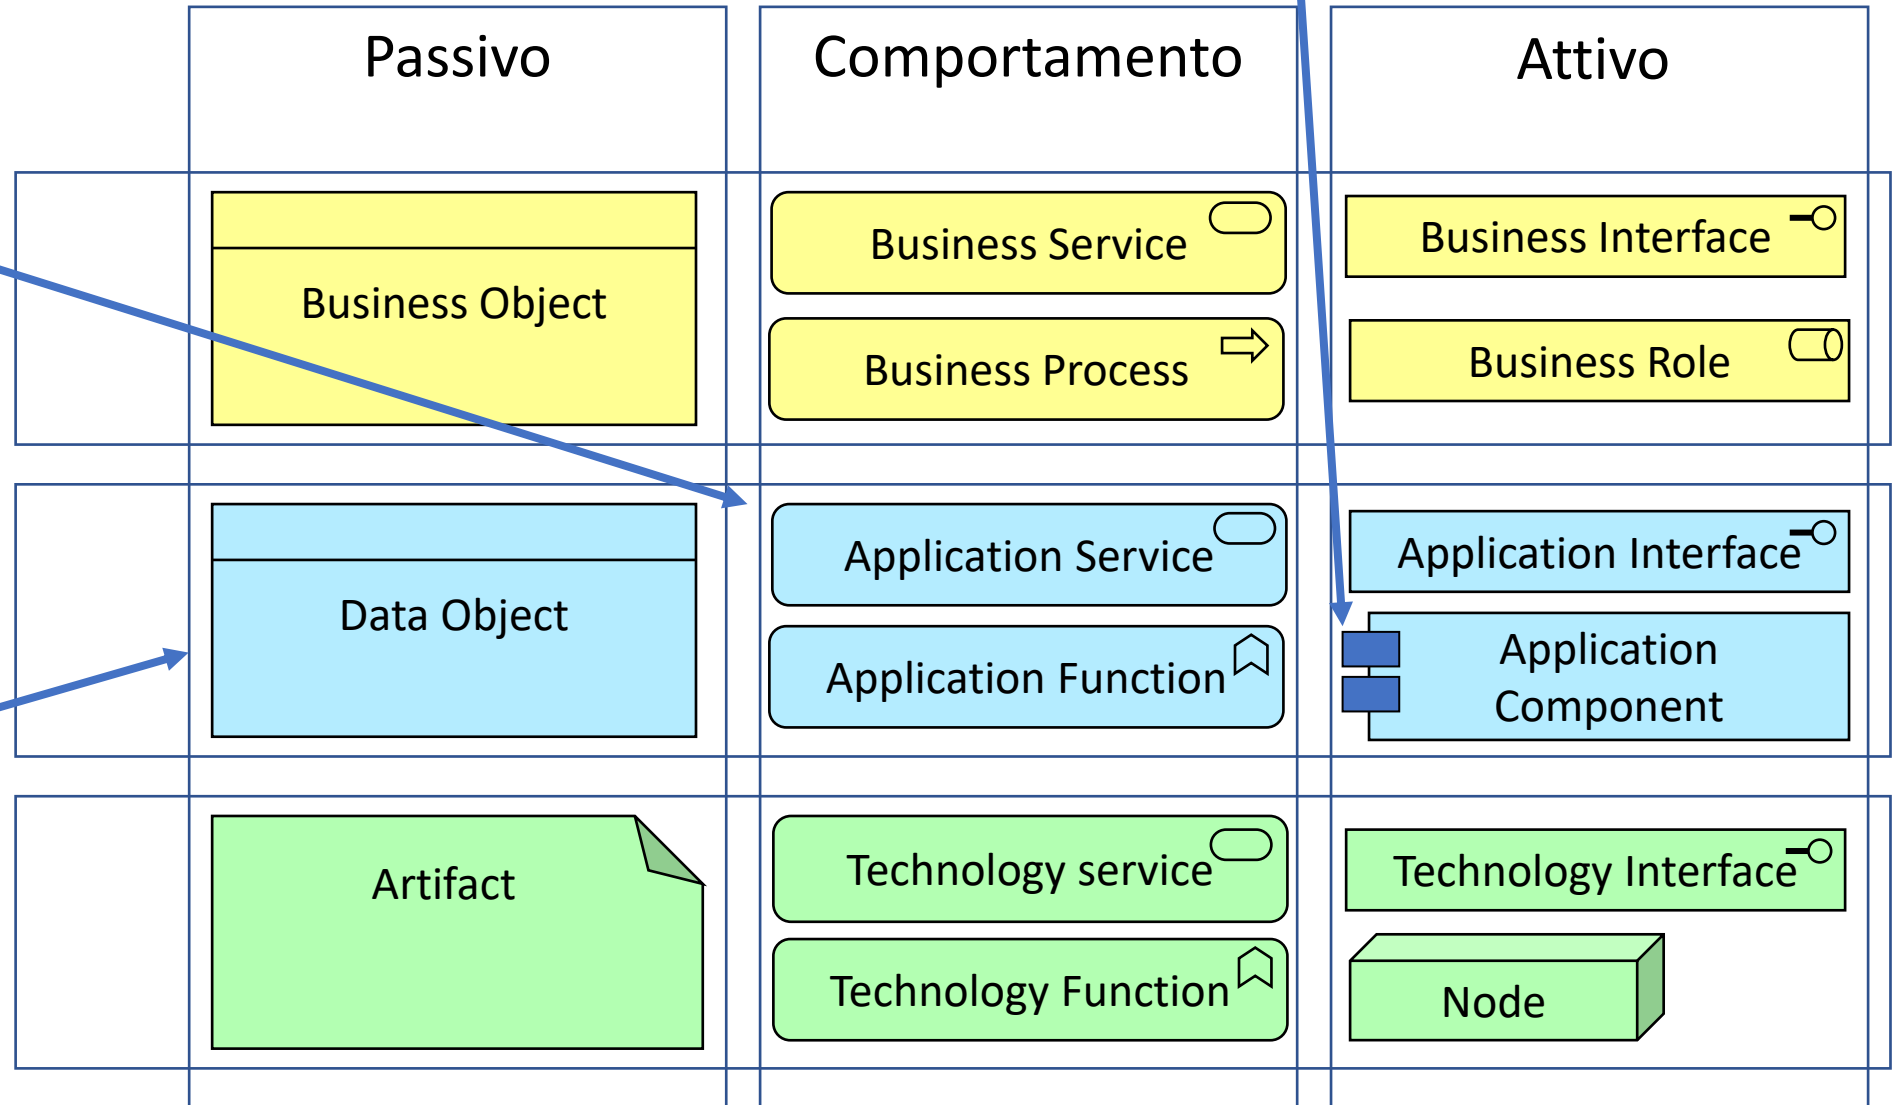 Passivo
Comportamento
Attivo
Business Object
Business Service
Business Process
Business Interface
Business Role
Data Object
Application Service
Application Function
Application Interface
Application
Component
Artifact
Technology service
Technology Function
Technology Interface
Node